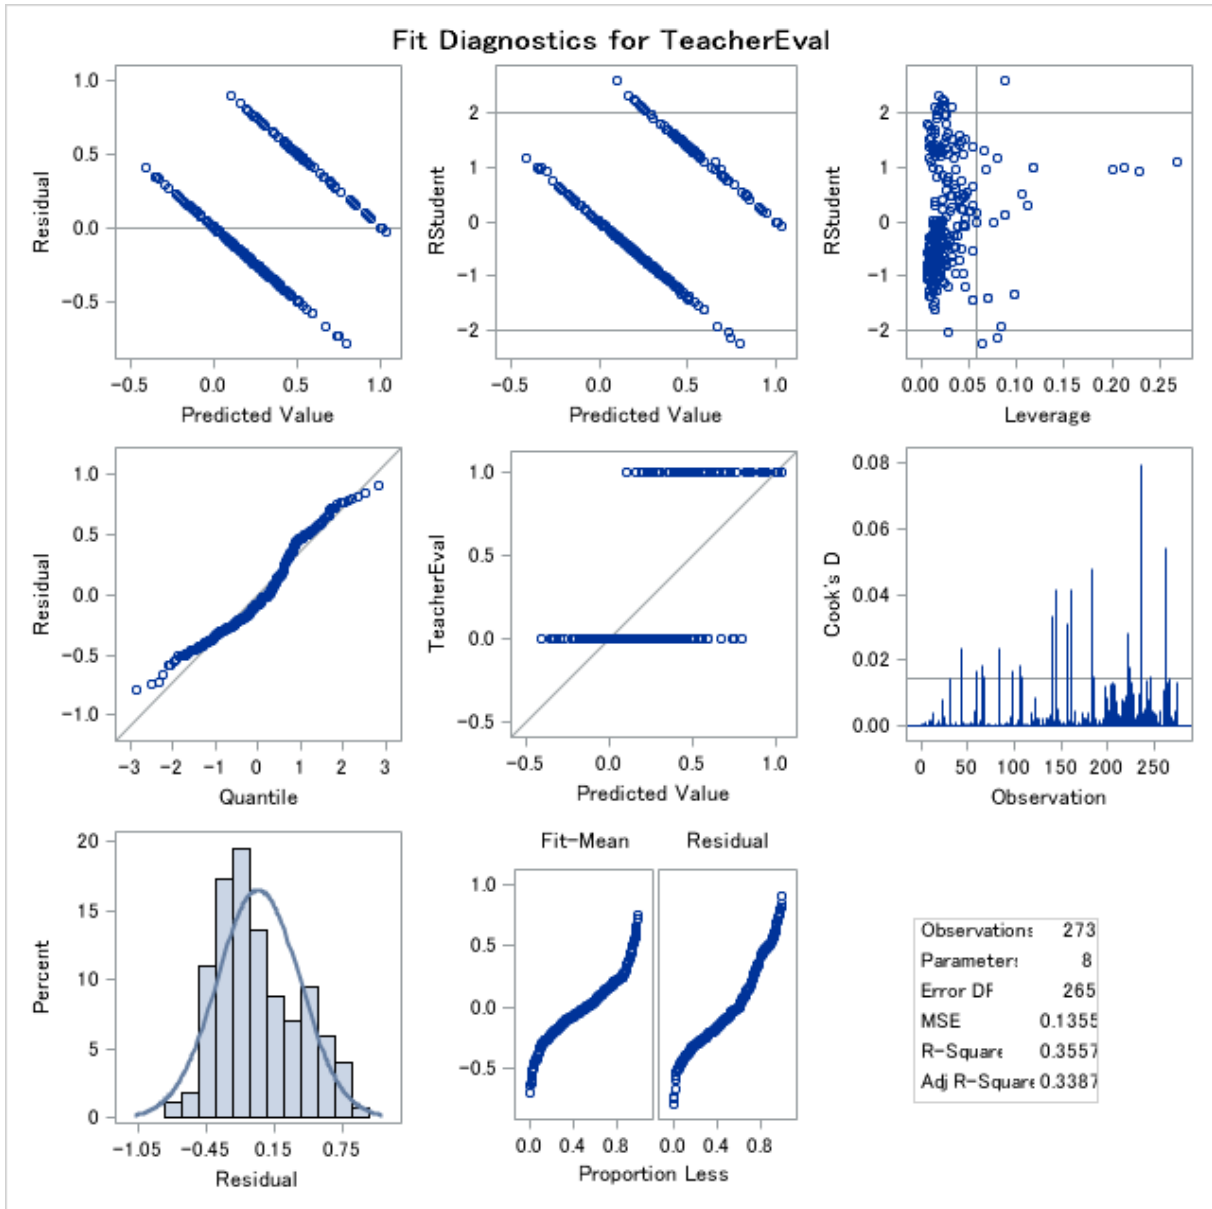 Fit Diagnostics for TeacherEval
1.0
0.5
0.0
−0.5
Residual
−0.5 0.0 0.5 1.0
Predicted Value
2
1
0
−1
−2
RStudent
−0.5 0.0 0.5 1.0
Predicted Value
2
1
0
−1
−2
RStudent
0.00 0.05 0.10 0.15 0.20 0.25
Leverage
1.0
0.5
0.0
−0.5
−1.0
Residual
−3 −2 −1 0 1 2 3
Quantile
1.0
0.5
0.0
−0.5
TeacherEval
−0.5 0.0 0.5 1.0
Predicted Value
0.08
0.06
0.04
0.02
0.00
Cook's D
0 50 100 150 200 250
Observation
20
15
10
5
0
Percent
−1.05 −0.45 0.15 0.75
Residual
Fit−Mean Residual
1.0
0.5
0.0
−0.5
0.0 0.4 0.8 0.0 0.4 0.8
Proportion Less
Observations 273
Parameters 8
Error DF 265
MSE 0.1355
R−Square 0.3557
Adj R−Square 0.3387